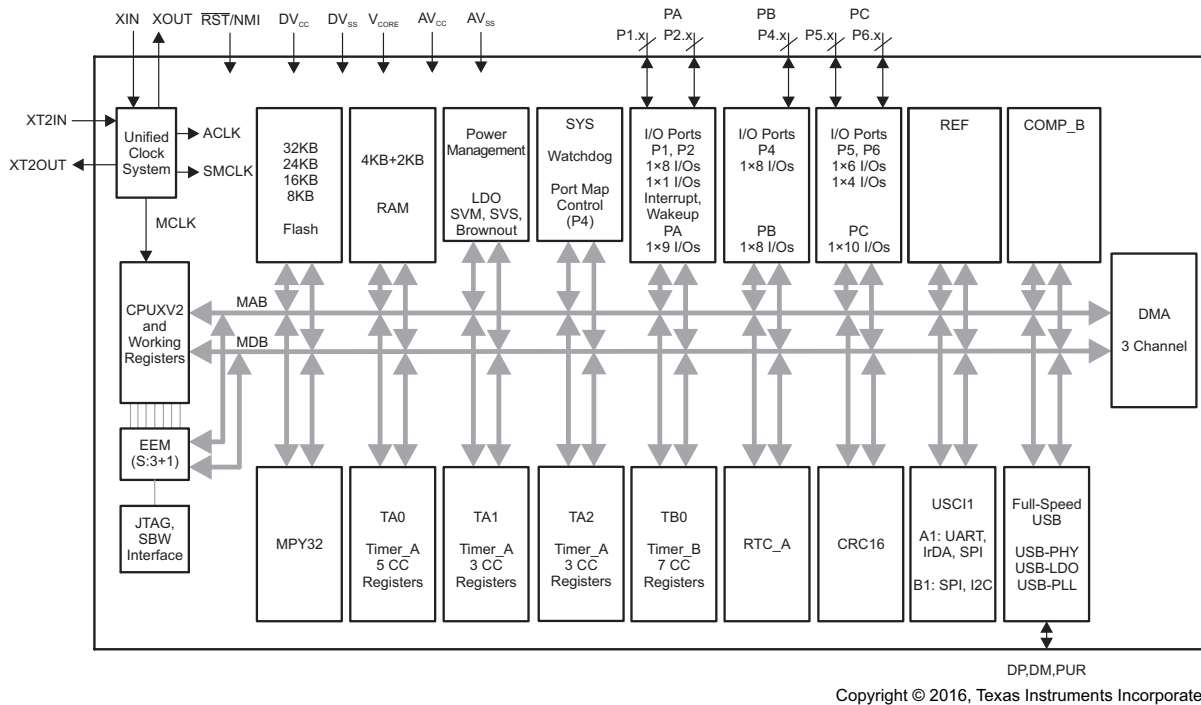 XIN
XOUT
RST/NMI
DVCC
DVSS
VCORE
AVCC
AVSS
PA
P1.x
P2.x
PB
P4.x
PC
P5.x
P6.x
XT2IN
XT2OUT
Unified
Clock
System
ACLK
SMCLK
MCLK
32KB
24KB
16KB
8KB
Flash
4KB+2KB
RAM
Power
Management
LDO
SVM, SVS,
Brownout
SYS
Watchdog
Port Map
Control
(P4)
I/O Ports
P1, P2
1×8 I/Os
1×1 I/Os
Interrupt,
Wakeup
PA
1×9 I/Os
I/O Ports
P4
1×8 I/Os
PB
1×8 I/Os
I/O Ports
P5, P6
1×6 I/Os
1×4 I/Os
PC
1×10 I/Os
REF
COMP_B
CPUXV2
and
Working
Registers
MAB
MDB
DMA
3 Channel
EEM
(S:3+1)
JTAG,
SBW
Interface
MPY32
TA0
Timer_A
5 CC
Registers
TA1
Timer_A
3 CC
Registers
TA2
Timer_A
3 CC
Registers
TB0
Timer_B
7 CC
Registers
RTC_A
CRC16
USCI1
A1: UART,
IrDA, SPI
B1: SPI, I2C
Full-Speed
USB
USB-PHY
USB-LDO
USB-PLL
DP,DM,PUR
Copyright © 2016, Texas Instruments Incorporate